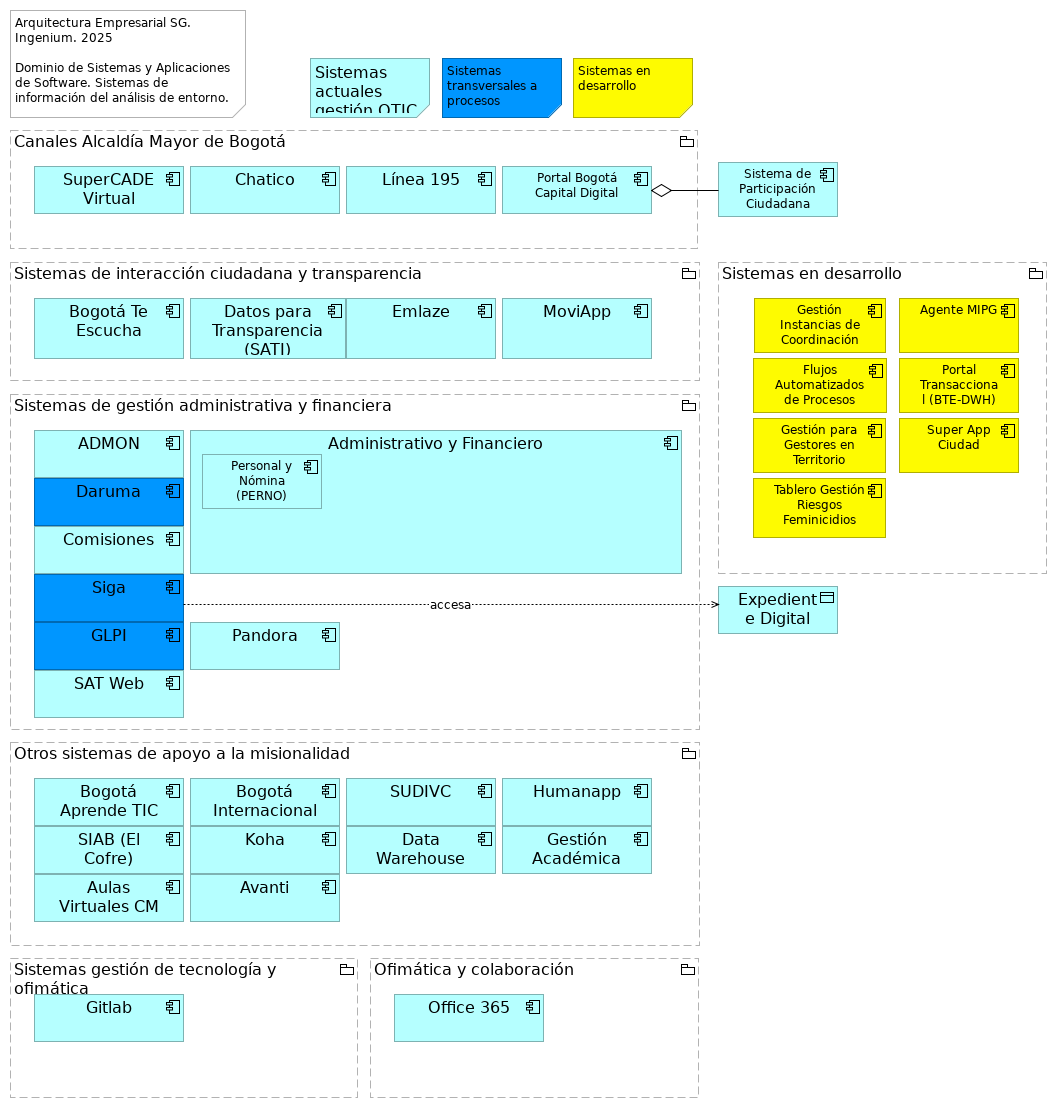 Arquitectura Empresarial SG.
Ingenium. 2025
Dominio de Sistemas y Aplicaciones
de Software. Sistemas de
información del análisis de entorno.
Sistemas
actuales
gestión OTIC
Sistemas
transversales a
procesos
Sistemas en
desarrollo
Canales Alcaldía Mayor de Bogotá
SuperCADE
Virtual
Chatico
Línea 195
Portal Bogotá
Capital Digital
Sistema de
Participación
Ciudadana
Sistemas de interacción ciudadana y transparencia
Bogotá Te
Escucha
Datos para
Transparencia
(SATI)
Emlaze
MoviApp
Sistemas en desarrollo
Gestión
Instancias de
Coordinación
Agente MIPG
Flujos
Automatizados
de Procesos
Portal
Transacciona
l (BTE-DWH)
Gestión para
Gestores en
Territorio
Super App
Ciudad
Tablero Gestión
Riesgos
Feminicidios
Sistemas de gestión administrativa y financiera
ADMON
Daruma
Comisiones
Siga
GLPI
SAT Web
Administrativo y Financiero
Personal y
Nómina
(PERNO)
Pandora
accesa
Expedient
e Digital
Otros sistemas de apoyo a la misionalidad
Bogotá
Aprende TIC
Bogotá
Internacional
SUDIVC
Humanapp
SIAB (El
Cofre)
Koha
Data
Warehouse
Gestión
Académica
Aulas
Virtuales CM
Avanti
Sistemas gestión de tecnología y
ofimática
Gitlab
Ofimática y colaboración
Office 365